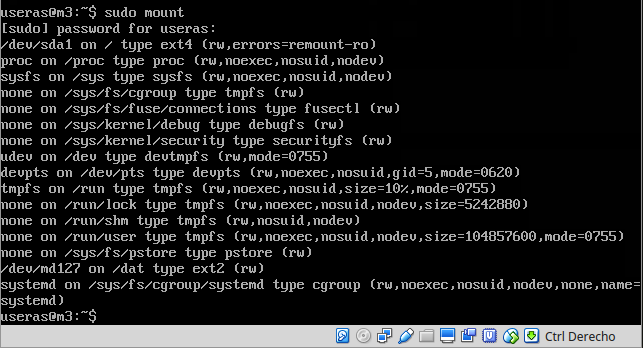 useras@m3:~$ sudo mount
[sudo] password for useras:
/dev/sda1 on / type ext4 (rw,errors=remount-ro)
proc on /proc type proc (rw,noexec,nosuid,nodev)
sysfs on /sys type sysfs (rw,noexec,nosuid,nodev)
none on /sys/fs/cgroup type tmpfs (rw)
none on /sys/fs/fuse/connections type fusectl (rw)
none on /sys/kernel/debug type debugfs (rw)
none on /sys/kernel/security type securityfs (rw)
udev on /dev type devtmpfs (rw,mode=0755)
devpts on /dev/pts type devpts (rw,noexec,nosuid,gid=5,mode=0620)
tmpfs on /run type tmpfs (rw,noexec,nosuid,size=10%,mode=0755)
none on /run/lock type tmpfs (rw,noexec,nosuid,nodev,size=5242880)
none on /run/shm type tmpfs (rw,nosuid,nodev)
none on /run/user type tmpfs (rw,noexec,nosuid,nodev,size=104857600,mode=0755)
none on /sys/fs/pstore type pstore (rw)
/dev/md127 on /dat type ext2 (rw)
systemd on /sys/fs/cgroup/systemd type cgroup (rw,noexec,nosuid,nodev,none,name=
systemd)
useras@m3:~$
Ctrl Derecho